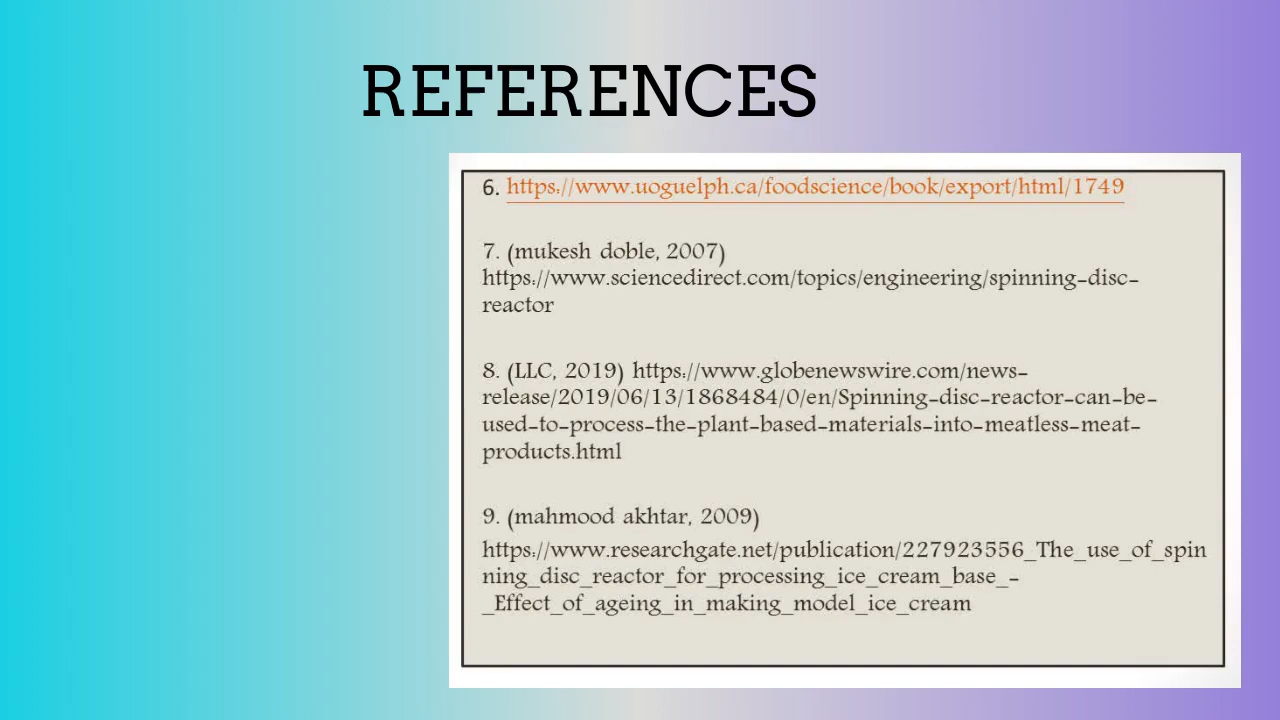 REFERENCES
6. https://www.uoguelph.ca/foodscience/book/export/html/1749
7. (mukesh doble, 2007)
https://www.sciencedirect.com/topics/engineering/spinning-disc-
reactor
8. (LLC, 2019) https://www.globenewswire.com/news-
release/2019/06/13/1868484/0/en/Spinning-disc-reactor-can-be-
used-to-process-the-plant-based-materials-into-meatless-meat-
products.html
9. (mahmood akhtar, 2009)
https://www.researchgate.net/publication/227923556_The_use_of_spin
ning_disc_reactor_for_processing_ice_cream_base_-
_Effect_of_ageing_in_making_model_ice_cream